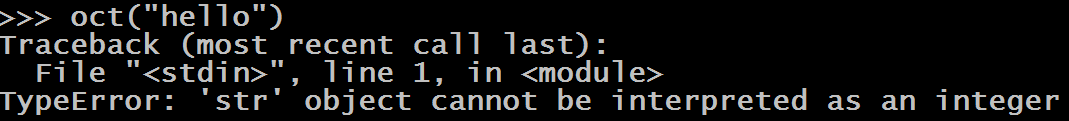 >>> oct("hello")
Traceback (most recent call last):
  File "<stdin>", line 1, in <module>
TypeError: 'str' object cannot be interpreted as an integer